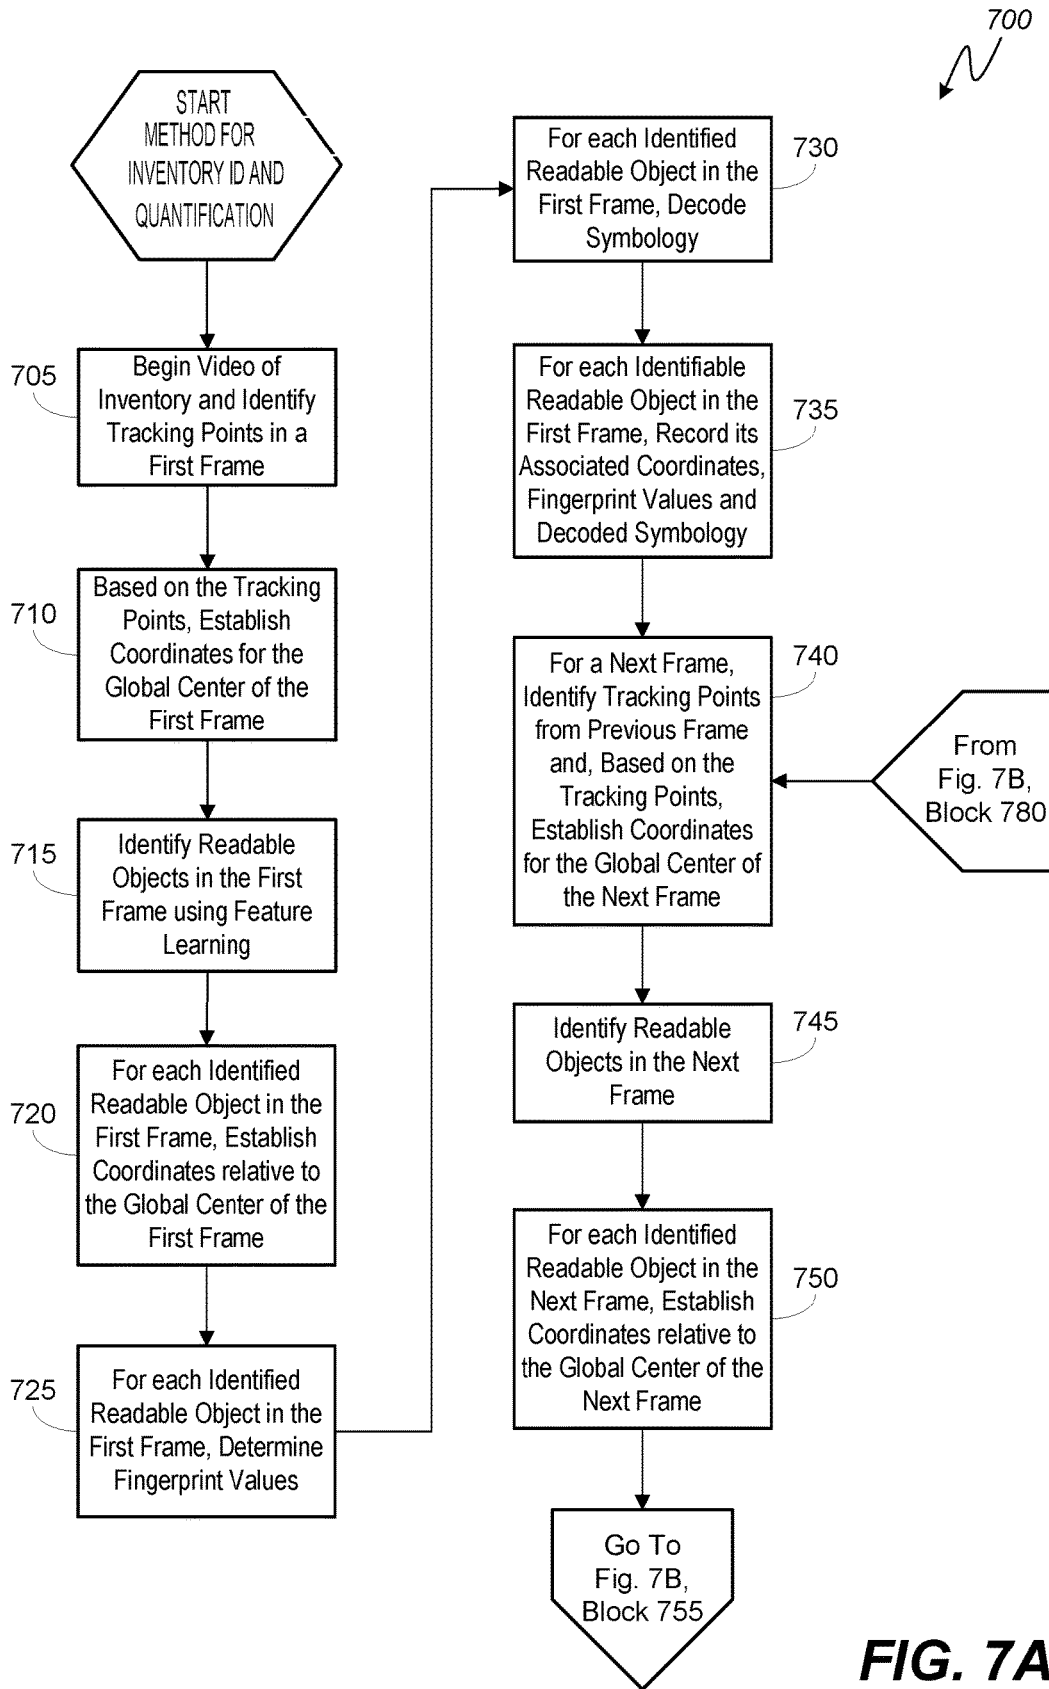 700
START
METHOD FOR
INVENTORY ID AND
QUANTIFICATION
705
Begin Video of
Inventory and Identify
Tracking Points in a
First Frame
710
Based on the Tracking
Points, Establish
Coordinates for the
Global Center of the
First Frame
715
Identify Readable
Objects in the First
Frame using Feature
Learning
720
For each Identified
Readable Object in the
First Frame, Establish
Coordinates relative to
the Global Center of the
First Frame
725
For each Identified
Readable Object in the
First Frame, Determine
Fingerprint Values
730
For each Identified
Readable Object in the
First Frame, Decode
Symbology
735
For each Identifiable
Readable Object in the
First Frame, Record its
Associated Coordinates,
Fingerprint Values and
Decoded Symbology
740
For a Next Frame,
Identify Tracking Points
from Previous Frame
and, Based on the
Tracking Points,
Establish Coordinates
for the Global Center of
the Next Frame
From
Fig. 7B,
Block 780
745
Identify Readable
Objects in the Next
Frame
750
For each Identified
Readable Object in the
Next Frame, Establish
Coordinates relative to
the Global Center of the
Next Frame
Go To
Fig. 7B,
Block 755
FIG. 7A